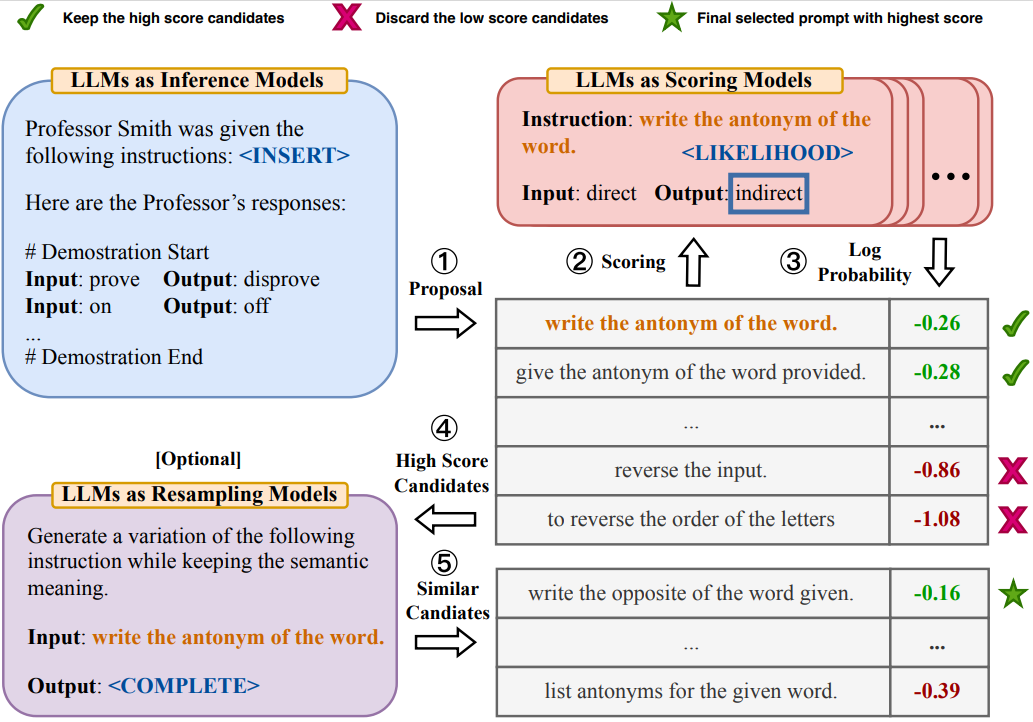 Keep the high score candidates
Discard the low score candidates
Final selected prompt with highest score
LLMs as Inference Models
Professor Smith was given the
following instructions: <INSERT>
Here are the Professor's responses:
# Demostration Start
Input: prove Output: disprove
Input: on Output: off
...
# Demostration End
LLMs as Scoring Models
Instruction: write the antonym of the
word. <LIKELIHOOD>
Input: direct Output: indirect
...
① Proposal
② Scoring
③ Log
Probability
write the antonym of the word. -0.26
give the antonym of the word provided. -0.28
... ...
reverse the input. -0.86
to reverse the order of the letters -1.08
④
High Score
Candidates
[Optional]
LLMs as Resampling Models
Generate a variation of the following
instruction while keeping the semantic
meaning.
Input: write the antonym of the word.
Output: <COMPLETE>
⑤
Similar
Candiates
write the opposite of the word given. -0.16
... ...
list antonyms for the given word. -0.39